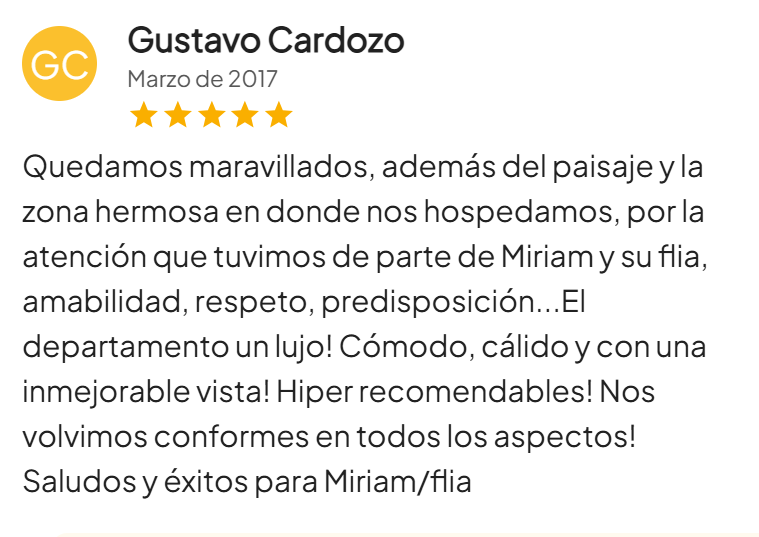 GC
Gustavo Cardozo
Marzo de 2017
Quedamos maravillados, además del paisaje y la
zona hermosa en donde nos hospedamos, por la
atención que tuvimos de parte de Miriam y su flia,
amabilidad, respeto, predisposición...El
departamento un lujo! Cómodo, cálido y con una
inmejorable vista! Hiper recomendables! Nos
volvimos conformes en todos los aspectos!
Saludos y éxitos para Miriam/flia